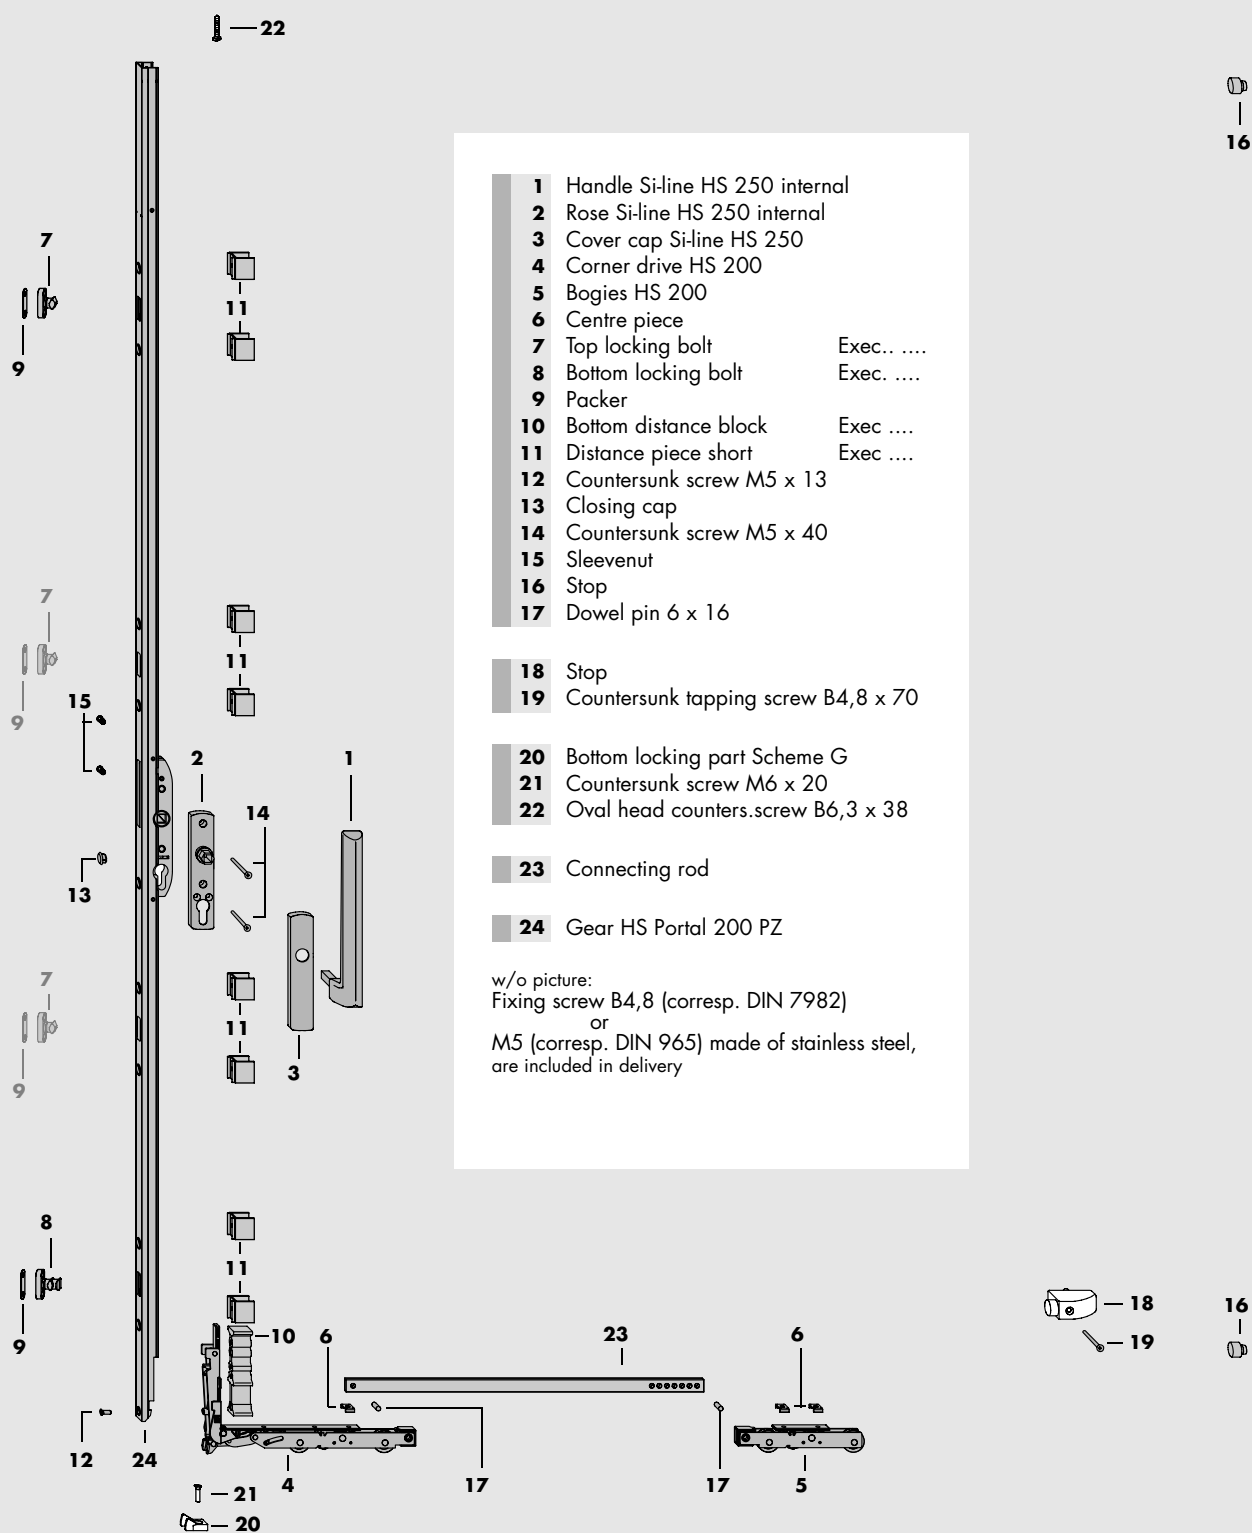 22
16
1 Handle Si-line HS 250 internal
2 Rose Si-line HS 250 internal
3 Cover cap Si-line HS 250
4 Corner drive HS 200
5 Bogies HS 200
6 Centre piece
7 Top locking bolt Exec.. ....
8 Bottom locking bolt Exec. ....
9 Packer
10 Bottom distance block Exec ....
11 Distance piece short Exec ....
12 Countersunk screw M5 x 13
13 Closing cap
14 Countersunk screw M5 x 40
15 Sleevenut
16 Stop
17 Dowel pin 6 x 16
18 Stop
19 Countersunk tapping screw B4,8 x 70
20 Bottom locking part Scheme G
21 Countersunk screw M6 x 20
22 Oval head counters.screw B6,3 x 38
23 Connecting rod
24 Gear HS Portal 200 PZ
w/o picture:
Fixing screw B4,8 (corresp. DIN 7982)
or
M5 (corresp. DIN 965) made of stainless steel,
are included in delivery
7
11
9
7
11
15
9
2
1
14
13
7
11
3
9
8
11
9
10
6
23
6
18
16
19
12
24
4
17
17
5
21
20